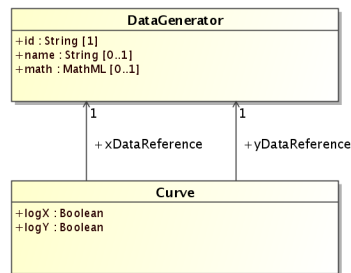 DataGenerator
+id : String [1]
+name : String [0..1]
+math : MathML [0..1]
1
1
+xDataReference
+yDataReference
Curve
+logX : Boolean
+logY : Boolean